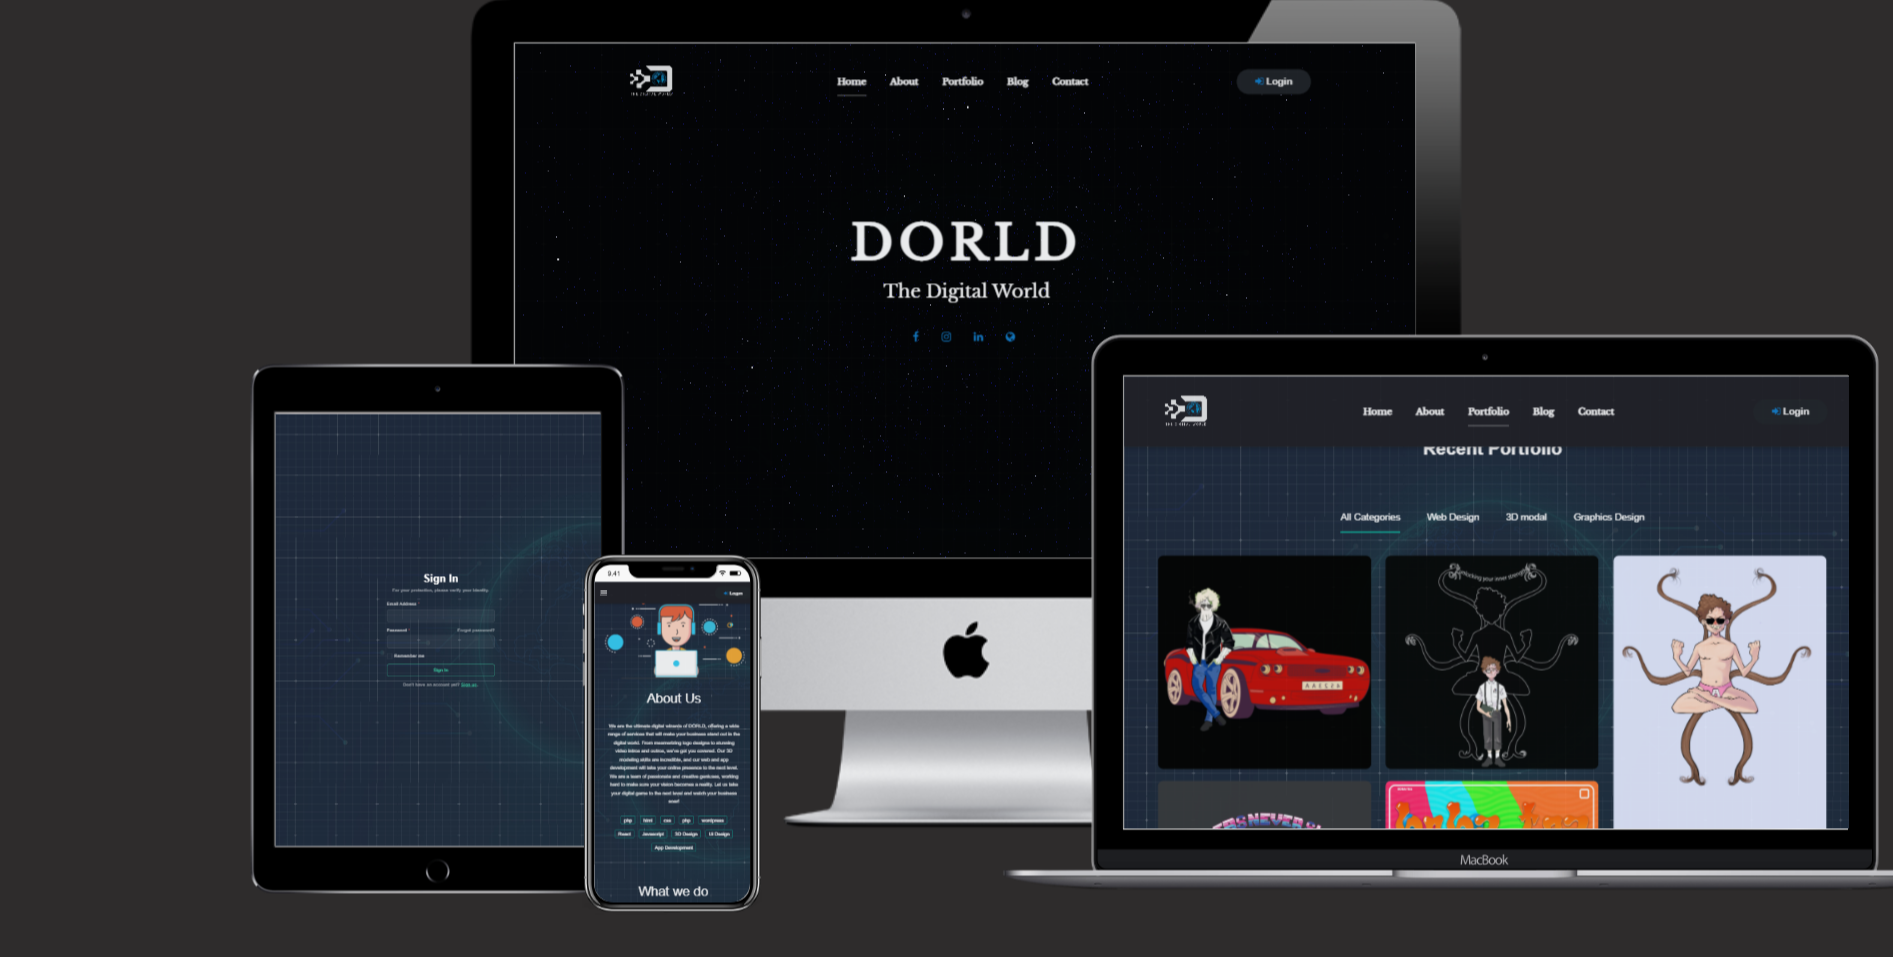 Home About Portfolio Blog Contact
Login
DORLD
The Digital World
Home About Portfolio Blog Contact
Login
Recent Portfolio
All Categories Web Design 3D modal Graphics Design
AAC12A
MacBook
Sign In
For your protection, please verify your identity.
Email Address
Password Forgot password?
Remember me
Sign In
Don't have an account yet? Sign up
9:41
Login
About Us
We are the ultimate digital wizards of DORLD, offering a wide
range of services that will make your business stand out in the
digital world. From mesmerizing logo designs to stunning
video intros and outros, we've got you covered. Our 3D
modeling skills are incredible, and our web and app
development will take your online presence to the next level.
We are a team of passionate and creative geniuses, working
hard to make sure your vision becomes a reality. Let us take
your digital game to the next level and watch your business
soar!
php html css php wordpress
React Javascript 3D Design UI Design
App Development
What we do